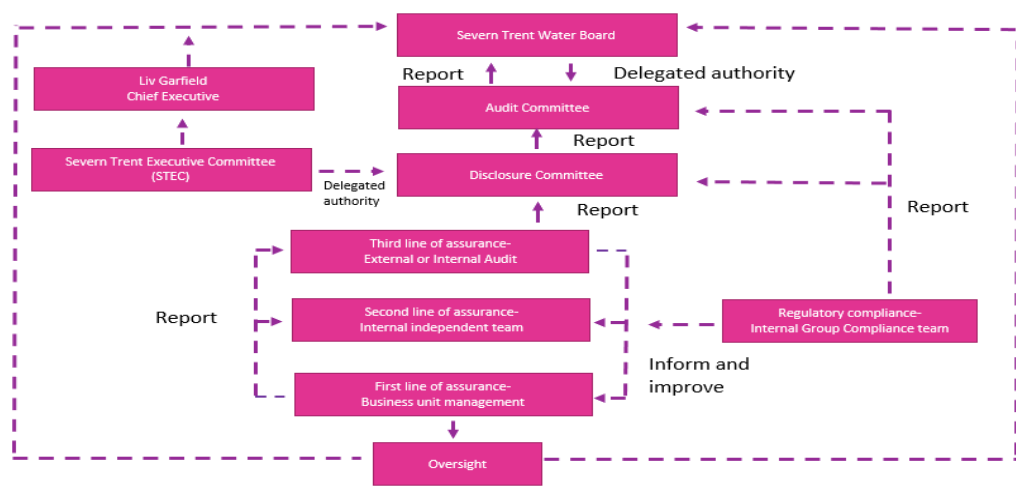 Severn Trent Water Board
Report
Delegated authority
Liv Garfield
Chief Executive
Audit Committee
Report
Severn Trent Executive Committee
(STEC)
Delegated
authority
Disclosure Committee
Report
Report
Third line of assurance-
External or Internal Audit
Report
Second line of assurance-
Internal independent team
Regulatory compliance-
Internal Group Compliance team
Inform and
improve
First line of assurance-
Business unit management
Oversight